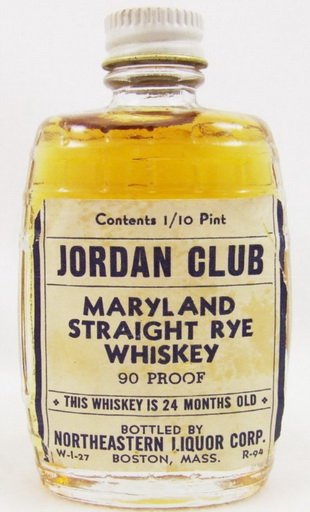 Contents 1/10 Pint
JORDAN CLUB
MARYLAND
STRAIGHT RYE
WHISKEY
90 PROOF
THIS WHISKEY IS 24 MONTHS OLD
BOTTLED BY
NORTHEASTERN LIQUOR CORP.
W-1-27 BOSTON, MASS. R-94